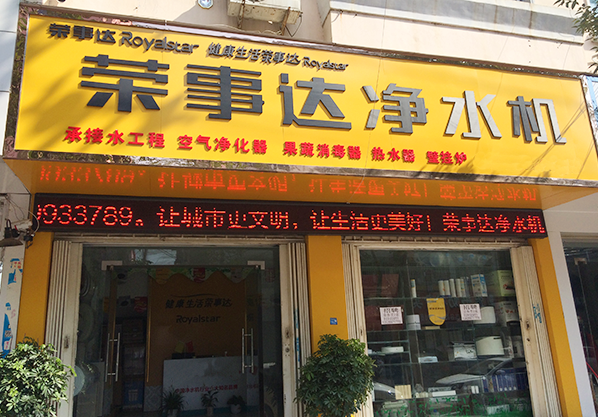 荣事达 Royalstar 健康生活荣事达 Royalstar
荣事达净水机
承接水工程 空气净化器 果蔬消毒器 热水器 壁挂炉
933789。让城市更文明，让生活更美好！荣事达净水机
健康生活荣事达
Royalstar